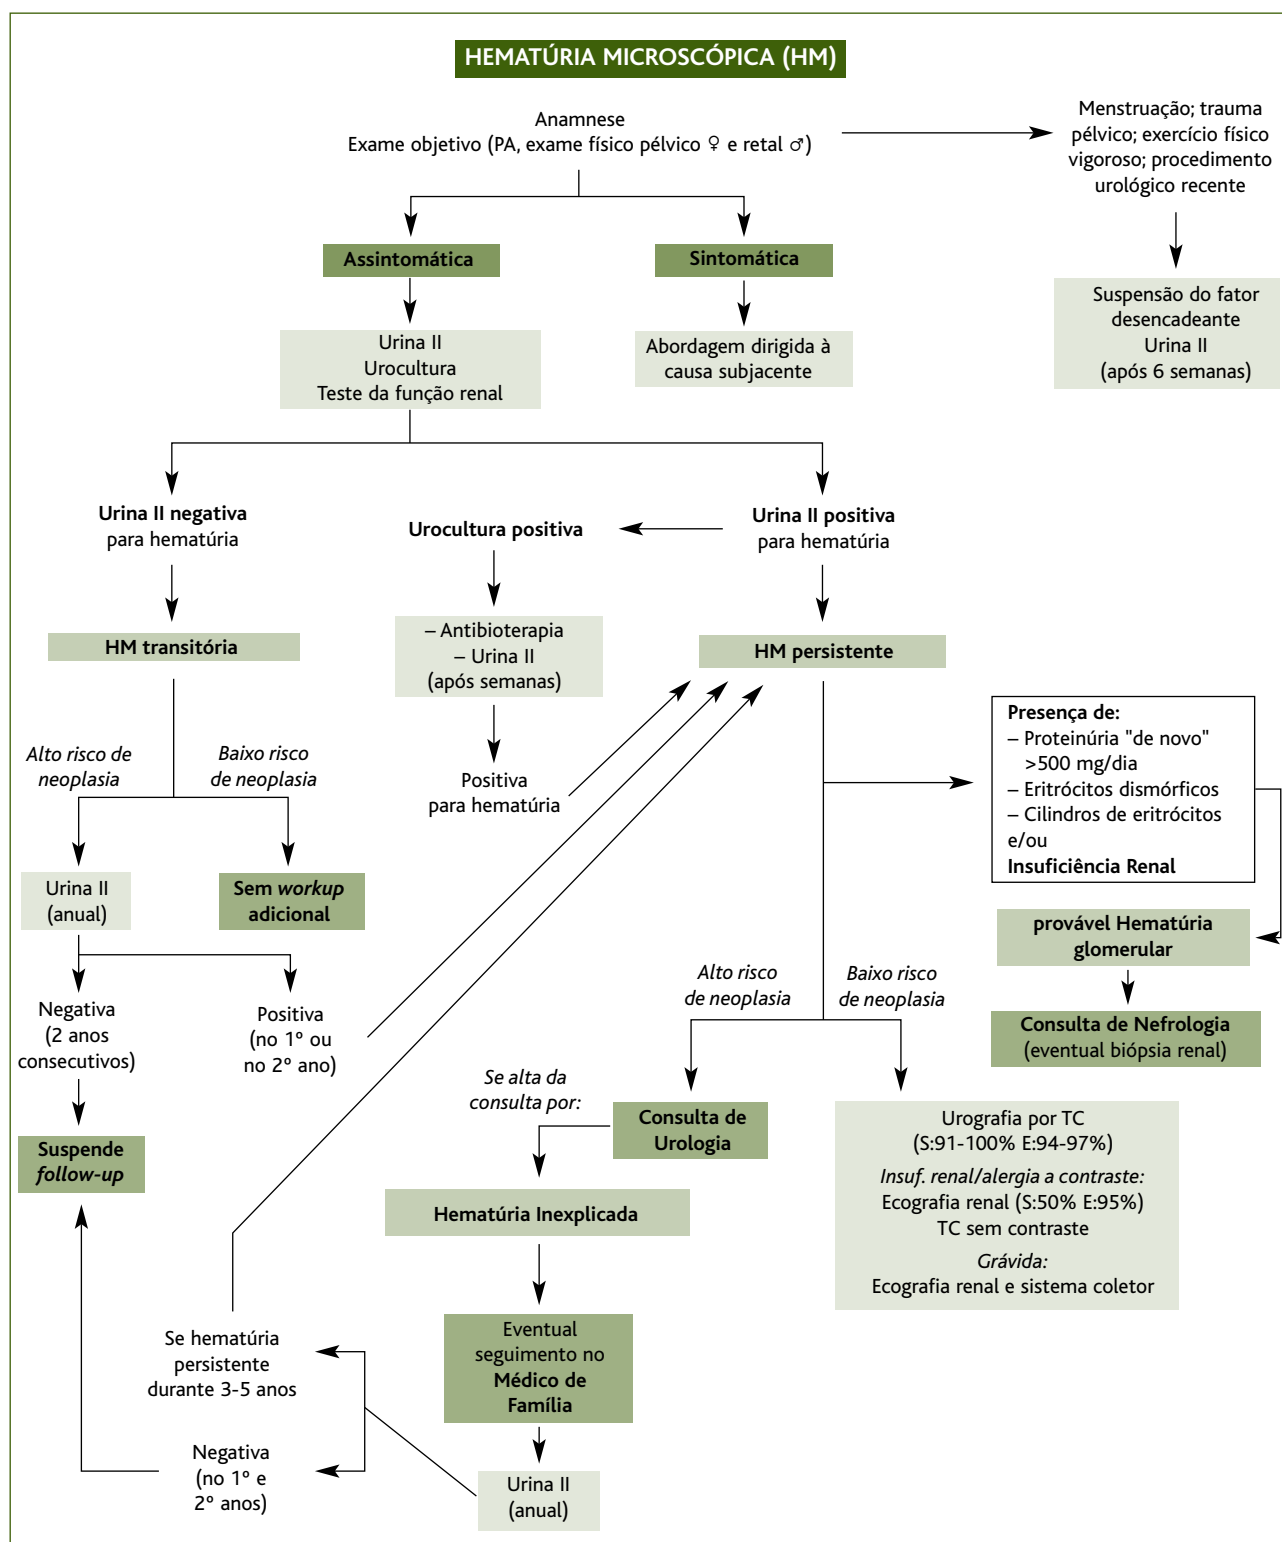 HEMATÚRIA MICROSCÓPICA (HM)
Anamnese
Exame objetivo (PA, exame físico pélvico ♀ e retal ♂)
Menstruação; trauma
pélvico; exercício físico
vigoroso; procedimento
urológico recente
Assintomática
Sintomática
Suspensão do fator
desencadeante
Urina II
(após 6 semanas)
Urina II
Urocultura
Teste da função renal
Abordagem dirigida à
causa subjacente
Urina II negativa
para hematúria
Urocultura positiva
Urina II positiva
para hematúria
HM transitória
– Antibioterapia
– Urina II
(após semanas)
HM persistente
Alto risco de
neoplasia
Baixo risco
de neoplasia
Positiva
para hematúria
Presença de:
– Proteinúria "de novo"
>500 mg/dia
– Eritrócitos dismórficos
– Cilindros de eritrócitos
e/ou
Insuficiência Renal
Urina II
(anual)
Sem workup
adicional
provável Hematúria
glomerular
Negativa
(2 anos
consecutivos)
Positiva
(no 1º ou
no 2º ano)
Alto risco
de neoplasia
Baixo risco
de neoplasia
Consulta de Nefrologia
(eventual biópsia renal)
Se alta da
consulta por:
Consulta de
Urologia
Suspende
follow-up
Urografia por TC
(S:91-100% E:94-97%)
Insuf. renal/alergia a contraste:
Ecografia renal (S:50% E:95%)
TC sem contraste
Grávida:
Ecografia renal e sistema coletor
Hematúria Inexplicada
Se hematúria
persistente
durante 3-5 anos
Eventual
seguimento no
Médico de
Família
Negativa
(no 1º e
2º anos)
Urina II
(anual)